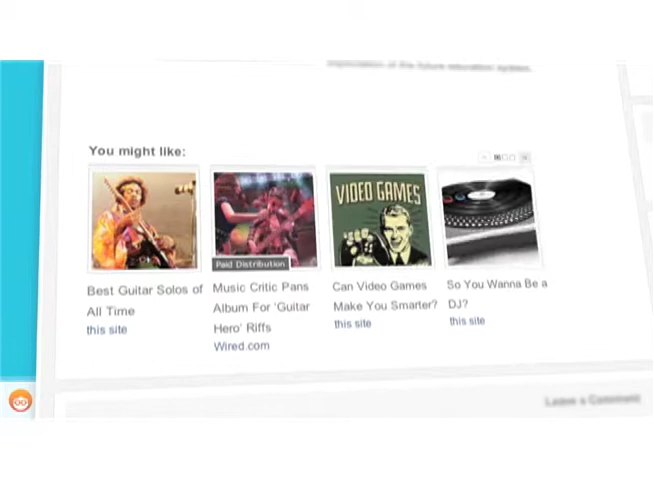 You might like:
VIDEO GAMES
Paid Distribution
Best Guitar Solos of
All Time
this site
Music Critic Pans
Album For 'Guitar
Hero' Riffs
Wired.com
Can Video Games
Make You Smarter?
this site
So You Wanna Be a
DJ?
this site
Leave a Comment